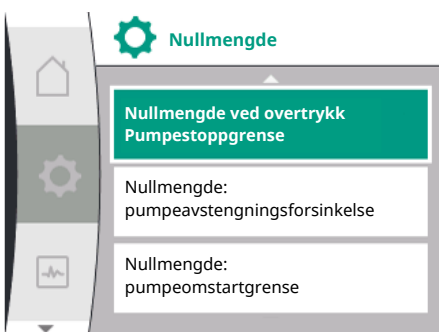 Nullmengde
Nullmengde ved overtrykk
Pumpestoppgrense
Nullmengde:
pumpeavstengningsforsinkelse
Nullmengde:
pumpeomstartgrense